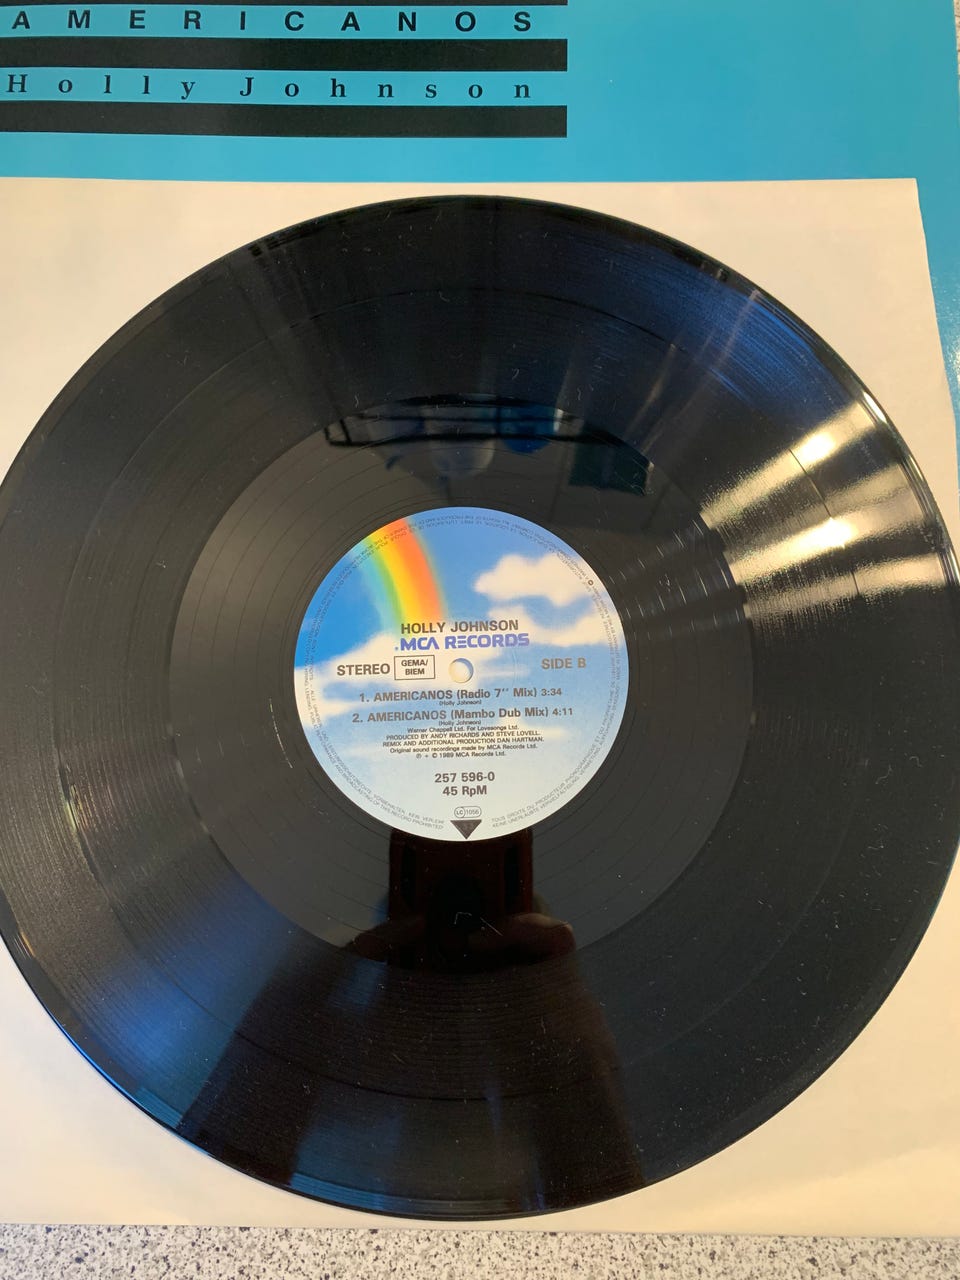 AMERICANOS
Holly Johnson
HOLLY JOHNSON
MCA RECORDS
STEREO GEMA/BIEM SIDE B
1. AMERICANOS (Radio 7'' Mix) 3:34
(Holly Johnson)
2. AMERICANOS (Mambo Dub Mix) 4:11
(Holly Johnson)
Warner Chappell Ltd. For Lovesongs Ltd.
PRODUCED BY ANDY RICHARDS AND STEVE LOVELL.
REMIX AND ADDITIONAL PRODUCTION DAN HARTMAN.
Original sound recordings made by MCA Records Ltd.
℗ + © 1989 MCA Records Ltd.
257 596-0
45 RpM
LC 1056